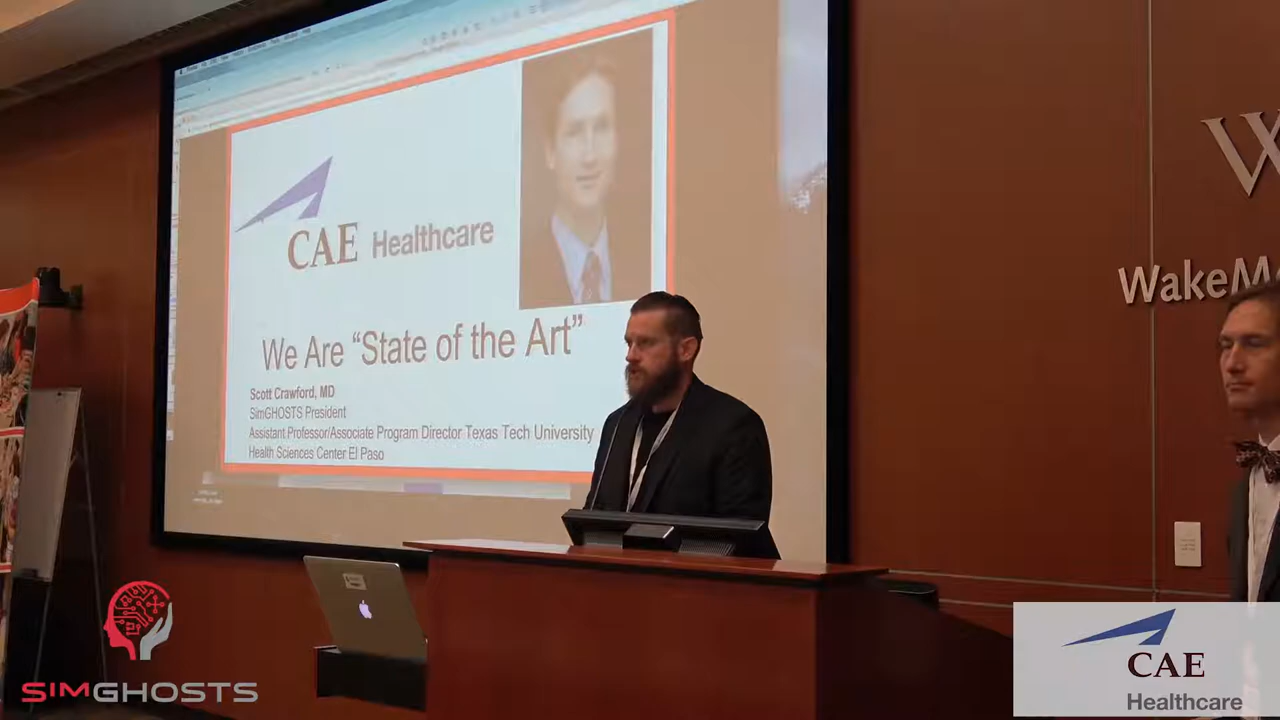 CAE Healthcare
We Are “State of the Art”
Scott Crawford, MD
SimGHOSTS President
Assistant Professor/Associate Program Director Texas Tech University
Health Sciences Center El Paso
W
WakeM
SIMGHOSTS
CAE
Healthcare